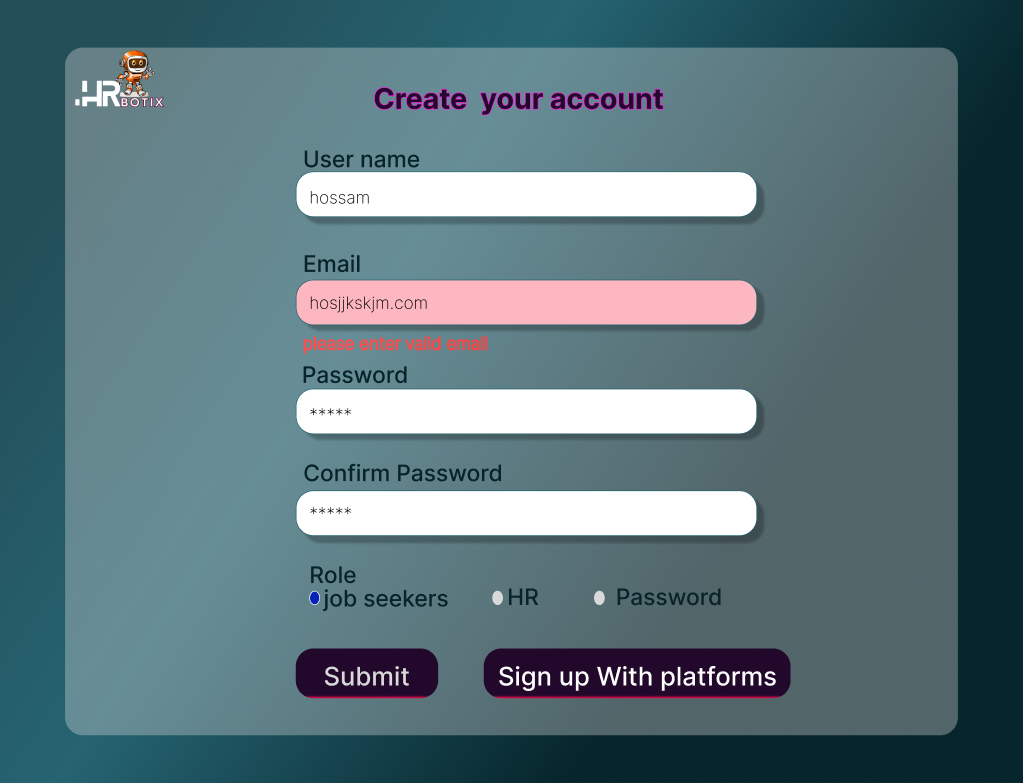 .HR
BOTIX
Create your account
User name
hossam
Email
hosjjkskjm.com
please enter valid email
Password
*****
Confirm Password
*****
Role
job seekers HR Password
Submit Sign up With platforms